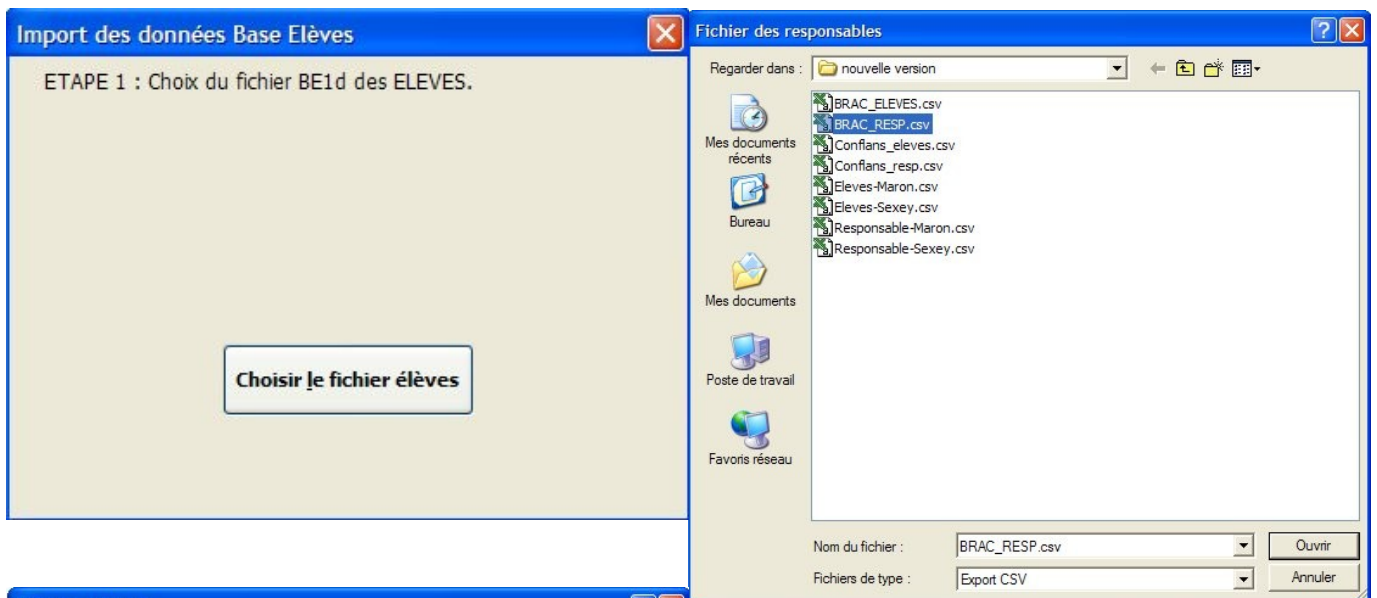 Import des données Base Elèves
ETAPE 1 : Choix du fichier BE1d des ELEVES.
Choisir le fichier élèves
Fichier des responsables
Regarder dans :
nouvelle version
Mes documents
récents
Bureau
Mes documents
Poste de travail
Favoris réseau
BRAC_ELEVES.csv
BRAC_RESP.csv
Conflans_eleves.csv
Conflans_resp.csv
Eleves-Maron.csv
Eleves-Sexey.csv
Responsable-Maron.csv
Responsable-Sexey.csv
Nom du fichier :
BRAC_RESP.csv
Ouvrir
Fichiers de type :
Export CSV
Annuler